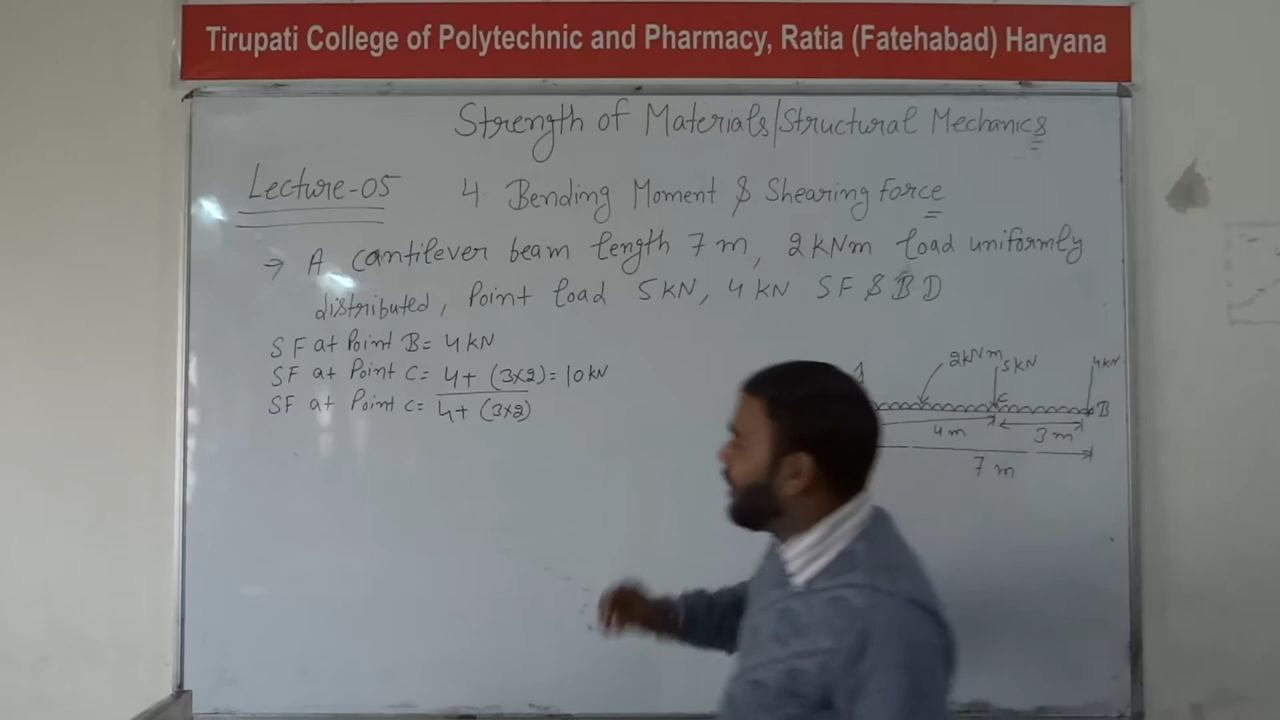 Tirupati College of Polytechnic and Pharmacy, Ratia (Fatehabad) Haryana
Strength of Materials/Structural Mechanics
Lecture-05 4. Bending Moment & Shearing Force
→ A cantilever beam length 7 m, 2 kNm load uniformly
distributed, Point load 5 kN, 4 kN SF & BD
SF at Point B = 4 kN
SF at Point C = 4 + (3×2) = 10 kN
SF at Point C = 4 + (3×2)
2kNm 5kN 4kN
C B
4 m 3 m
7 m